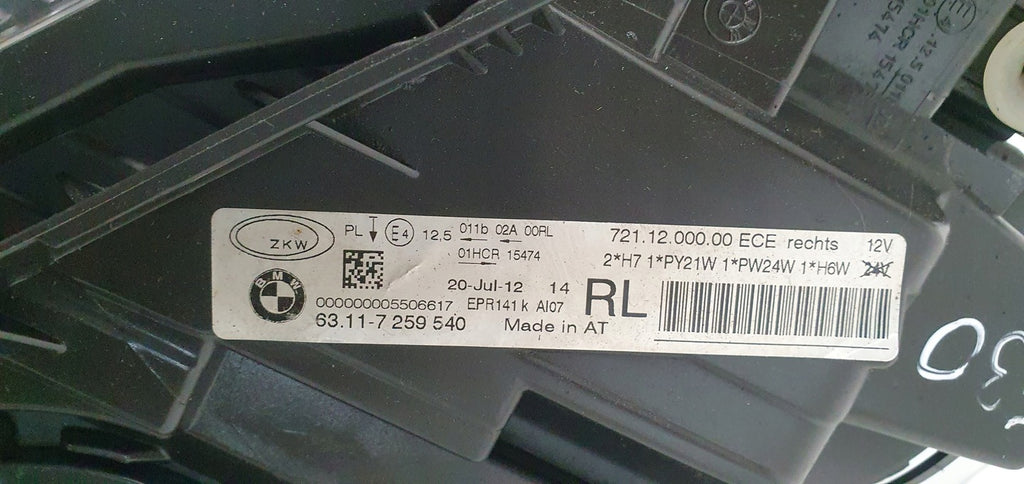 ZKW
PL E4 12,5 011b 02A 00RL
01HCR 15474
721.12.000.00 ECE rechts 12V
2*H7 1*PY21W 1*PW24W 1*H6W 24V
BMW
20-Jul-12 14
000000005506617 EPR141 k AI07
RL
63.11-7 259 540 Made in AT
E4